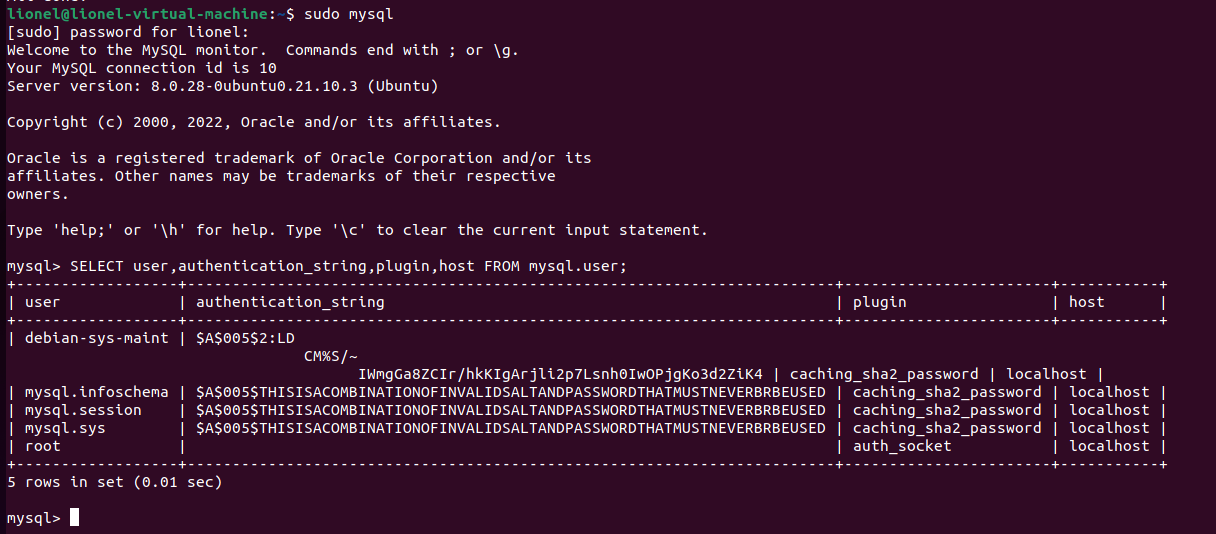 lionel@lionel-virtual-machine:~$ sudo mysql
[sudo] password for lionel:
Welcome to the MySQL monitor.  Commands end with ; or \g.
Your MySQL connection id is 10
Server version: 8.0.28-0ubuntu0.21.10.3 (Ubuntu)

Copyright (c) 2000, 2022, Oracle and/or its affiliates.

Oracle is a registered trademark of Oracle Corporation and/or its
affiliates. Other names may be trademarks of their respective
owners.

Type 'help;' or '\h' for help. Type '\c' to clear the current input statement.

mysql> SELECT user,authentication_string,plugin,host FROM mysql.user;
+------------------+------------------------------------------------------------------------+-----------------------+-----------+
| user             | authentication_string                                                  | plugin                | host      |
+------------------+------------------------------------------------------------------------+-----------------------+-----------+
| debian-sys-maint | $A$005$2:LD
                                 CM%S/~
                                       IWmgGa8ZCIr/hkKIgArjli2p7Lsnh0IwOPjgKo3d2ZiK4 | caching_sha2_password | localhost |
| mysql.infoschema | $A$005$THISISACOMBINATIONOFINVALIDSALTANDPASSWORDTHATMUSTNEVERBRBEUSED | caching_sha2_password | localhost |
| mysql.session    | $A$005$THISISACOMBINATIONOFINVALIDSALTANDPASSWORDTHATMUSTNEVERBRBEUSED | caching_sha2_password | localhost |
| mysql.sys        | $A$005$THISISACOMBINATIONOFINVALIDSALTANDPASSWORDTHATMUSTNEVERBRBEUSED | caching_sha2_password | localhost |
| root             |                                                                        | auth_socket           | localhost |
+------------------+------------------------------------------------------------------------+-----------------------+-----------+
5 rows in set (0.01 sec)

mysql>